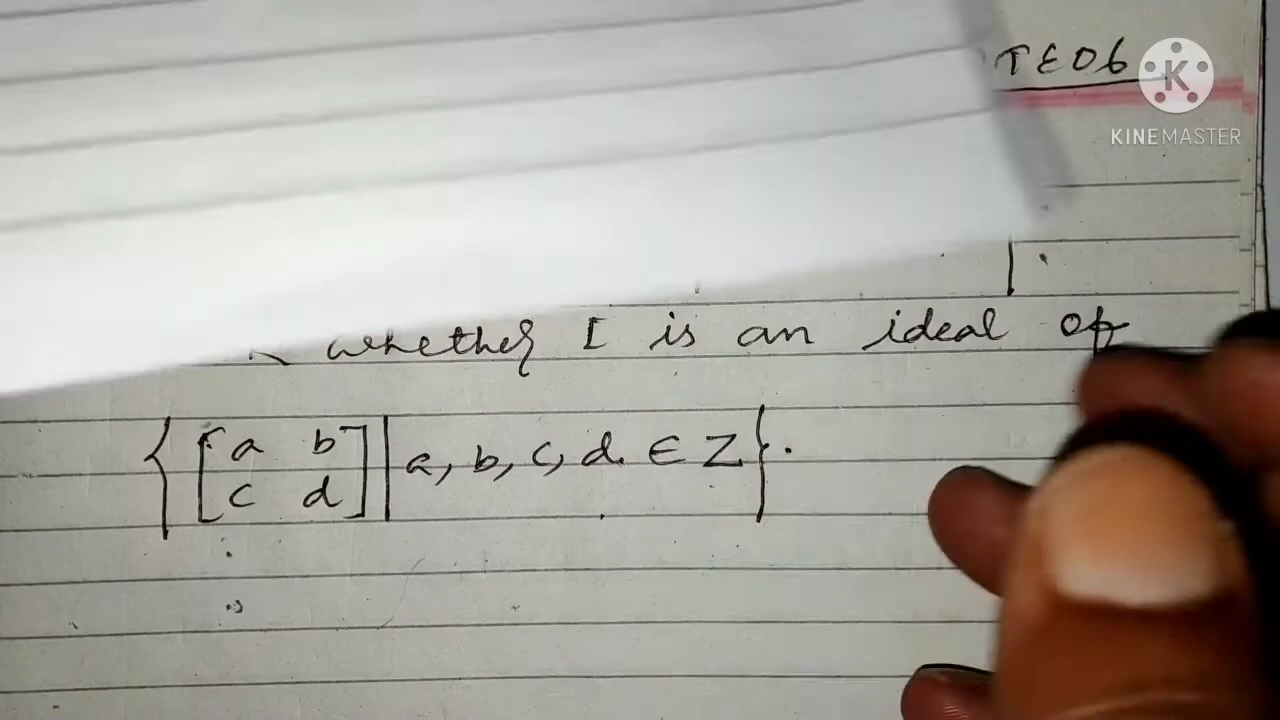 TE06
KINEMASTER
whether I is an ideal of
{[a b] | a, b, c, d ∈ Z}.
[c d]